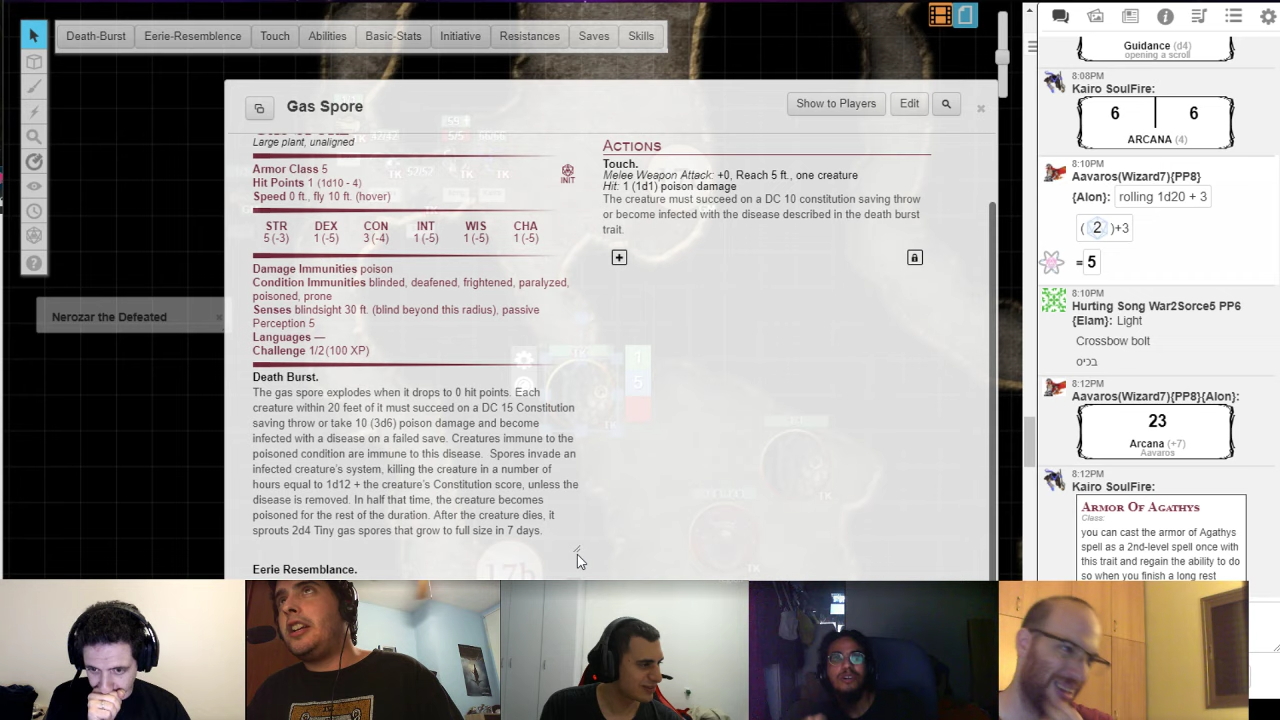 Death-Burst
Eerie-Resemblance
Touch
Abilities
Basic-Stats
Initiative
Resistances
Saves
Skills
Gas Spore
Show to Players
Edit
Large plant, unaligned
Armor Class 5
Hit Points 1 (1d10 - 4)
Speed 0 ft., fly 10 ft. (hover)
INIT
STR DEX CON INT WIS CHA
5 (-3) 1 (-5) 3 (-4) 1 (-5) 1 (-5) 1 (-5)
Damage Immunities poison
Condition Immunities blinded, deafened, frightened, paralyzed,
poisoned, prone
Senses blindsight 30 ft. (blind beyond this radius), passive
Perception 5
Languages —
Challenge 1/2 (100 XP)
Death Burst.
The gas spore explodes when it drops to 0 hit points. Each
creature within 20 feet of it must succeed on a DC 15 Constitution
saving throw or take 10 (3d6) poison damage and become
infected with a disease on a failed save. Creatures immune to the
poisoned condition are immune to this disease. Spores invade an
infected creature's system, killing the creature in a number of
hours equal to 1d12 + the creature's Constitution score, unless the
disease is removed. In half that time, the creature becomes
poisoned for the rest of the duration. After the creature dies, it
sprouts 2d4 Tiny gas spores that grow to full size in 7 days.
Eerie Resemblance.
Actions
Touch.
Melee Weapon Attack: +0, Reach 5 ft., one creature
Hit: 1 (1d1) poison damage
The creature must succeed on a DC 10 constitution saving throw
or become infected with the disease described in the death burst
trait.
Nerozar the Defeated
Guidance (d4)
opening a scroll
8:08PM
Kairo SoulFire:
6 6
ARCANA (4)
8:10PM
Aavaros(Wizard7){PP8}
{Alon}: rolling 1d20 + 3
(2)+3
= 5
8:10PM
Hurting Song War2Sorce5 PP6
{Elam}: Light
Crossbow bolt
בכיס
8:12PM
Aavaros(Wizard7){PP8}{Alon}:
23
Arcana (+7)
Aavaros
8:12PM
Kairo SoulFire:
Armor Of Agathys
Class:
you can cast the armor of Agathys
spell as a 2nd-level spell once with
this trait and regain the ability to do
so when you finish a long rest